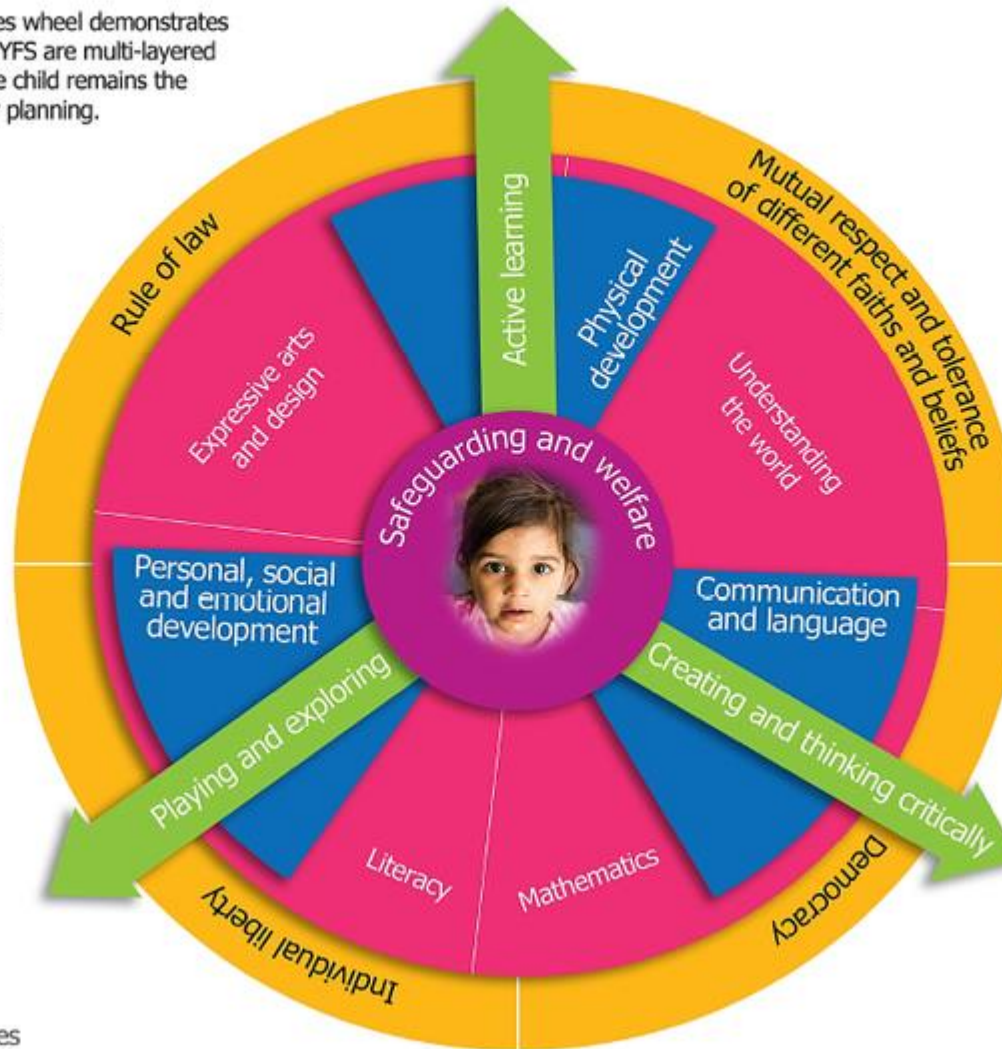 es wheel demonstrates
YFS are multi-layered
e child remains the
planning.
Rule of law
Mutual respect and tolerance
of different faiths and beliefs
Active learning
Physical
development
Expressive arts
and design
Understanding
the world
Safeguarding and welfare
Personal, social
and emotional
development
Communication
and language
Playing and exploring
Creating and thinking critically
Literacy
Mathematics
Individual liberty
Democracy
es